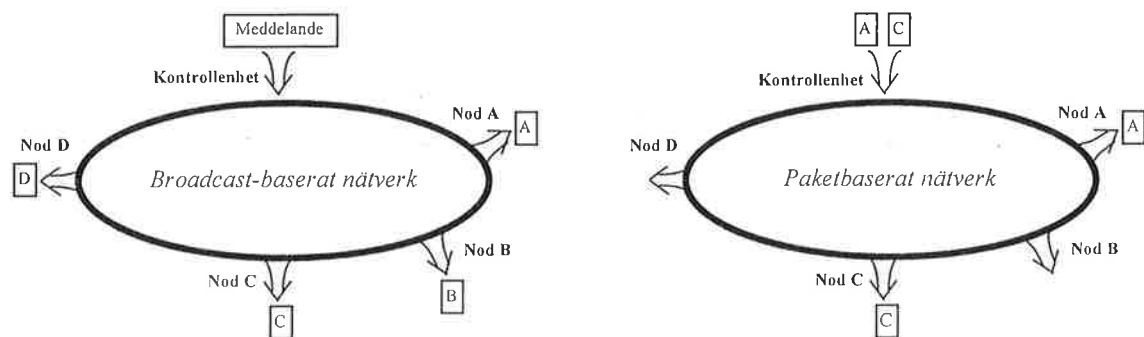 Meddelande
Kontrollenhet
Nod A
A
Nod D
D
Broadcast-baserat nätverk
Nod B
B
Nod C
C
A C
Kontrollenhet
Nod A
A
Nod D
Paketbaserat nätverk
Nod B
Nod C
C